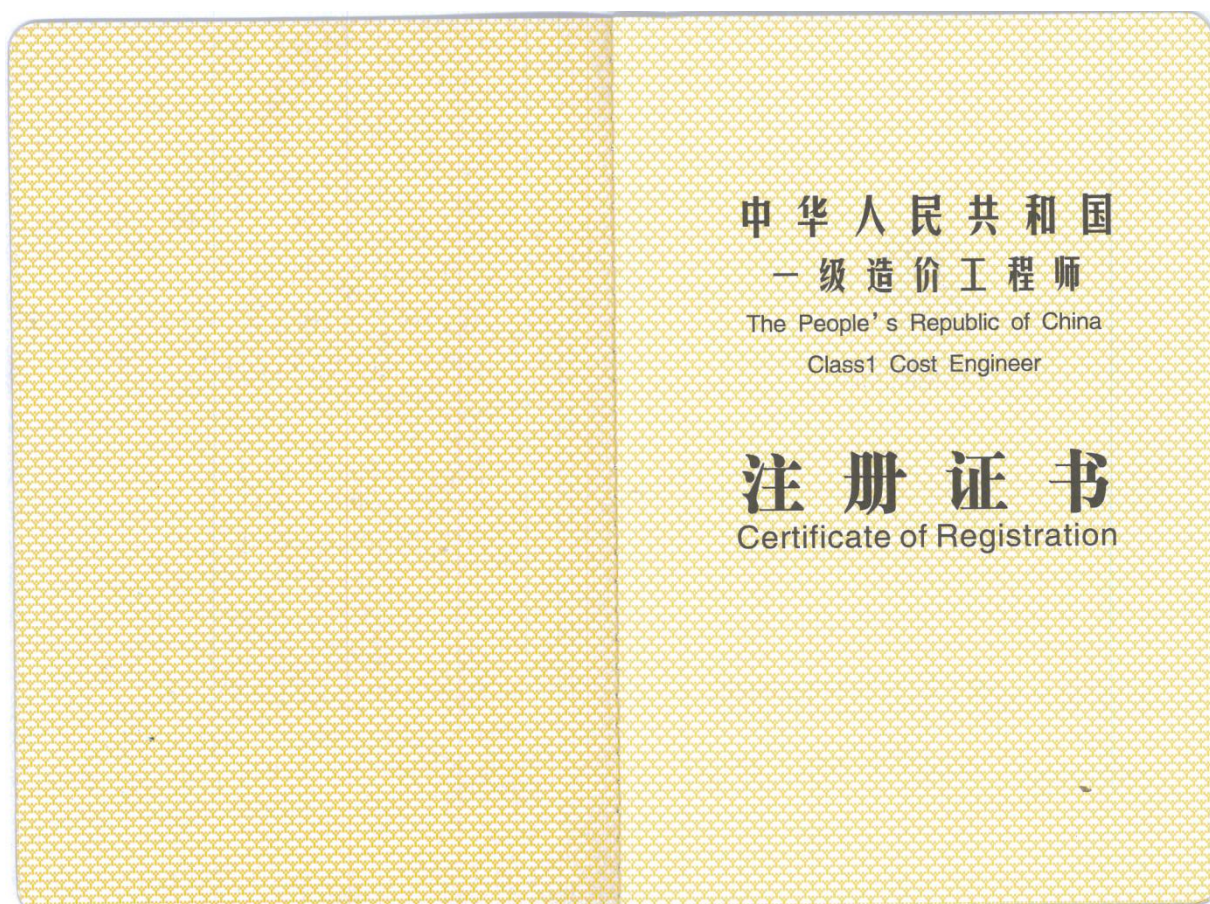 中华人民共和国
一级造价工程师
The People's Republic of China
Class1 Cost Engineer
注册证书
Certificate of Registration